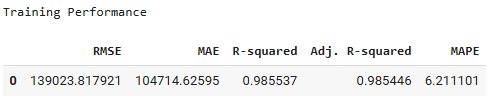 Training Performance
RMSE MAE R-squared Adj. R-squared MAPE
0 139023.817921 104714.62595 0.985537 0.985446 6.211101